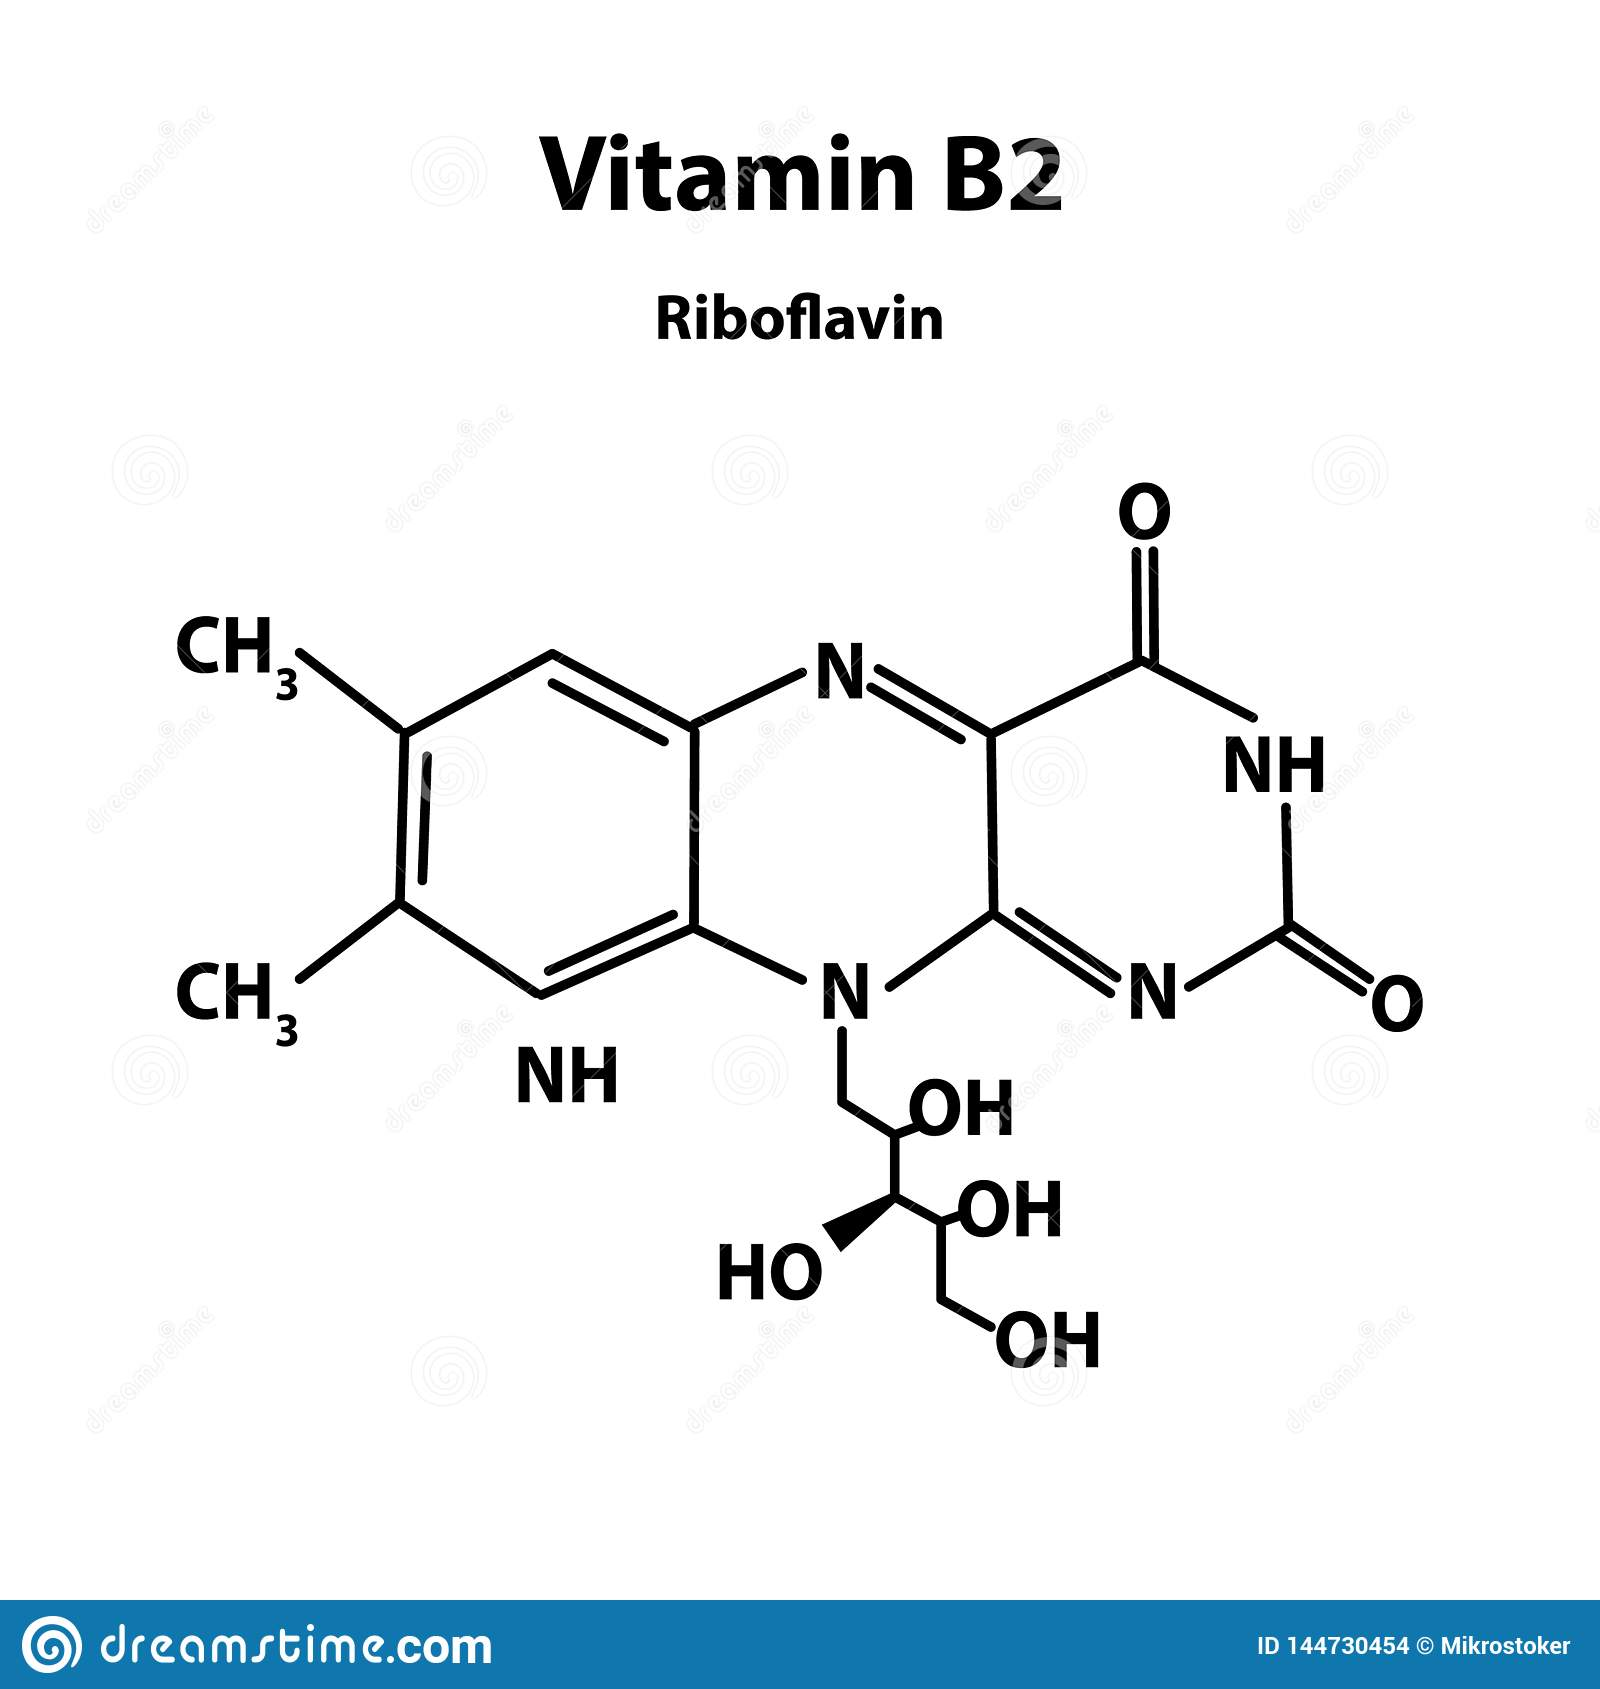 Vitamin B2
Riboflavin
O
CH3
N
NH
CH3
N
N
O
NH
OH
OH
HO
OH
dreamstime.com
ID 144730454 © Mikrostoker